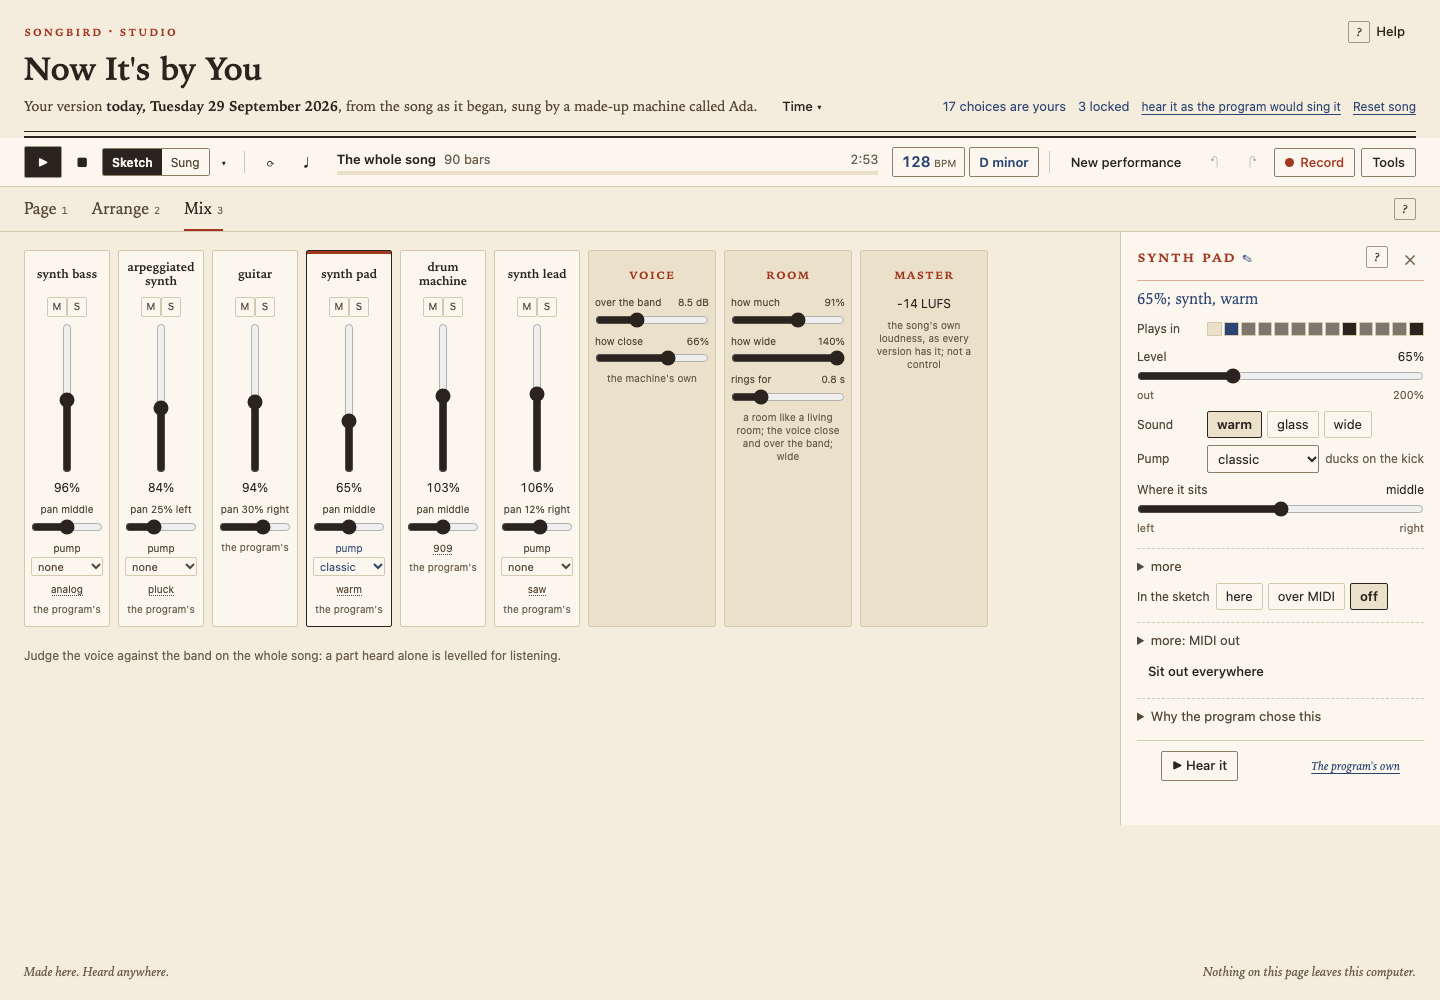 SONGBIRD · STUDIO
? Help
Now It's by You
Your version today, Tuesday 29 September 2026, from the song as it began, sung by a made-up machine called Ada.
Time
17 choices are yours 3 locked hear it as the program would sing it Reset song
Sketch Sung
The whole song 90 bars 2:53
128 BPM D minor
New performance
Record
Tools
Page 1 Arrange 2 Mix 3
?
synth bass
M S
96%
pan middle
pump
none
analog
the program's
arpeggiated
synth
M S
84%
pan 25% left
pump
none
pluck
the program's
guitar
M S
94%
pan 30% right
the program's
synth pad
M S
65%
pan middle
pump
classic
warm
the program's
drum
machine
M S
103%
pan middle
909
the program's
synth lead
M S
106%
pan 12% right
pump
none
saw
the program's
VOICE
over the band 8.5 dB
how close 66%
the machine's own
ROOM
how much 91%
how wide 140%
rings for 0.8 s
a room like a living
room; the voice close
and over the band;
wide
MASTER
-14 LUFS
the song's own
loudness, as every
version has it; not a
control
Judge the voice against the band on the whole song: a part heard alone is levelled for listening.
SYNTH PAD
? ×
65%; synth, warm
Plays in
Level 65%
out 200%
Sound warm glass wide
Pump classic ducks on the kick
Where it sits middle
left right
more
In the sketch here over MIDI off
more: MIDI out
Sit out everywhere
Why the program chose this
Hear it
The program's own
Made here. Heard anywhere.
Nothing on this page leaves this computer.